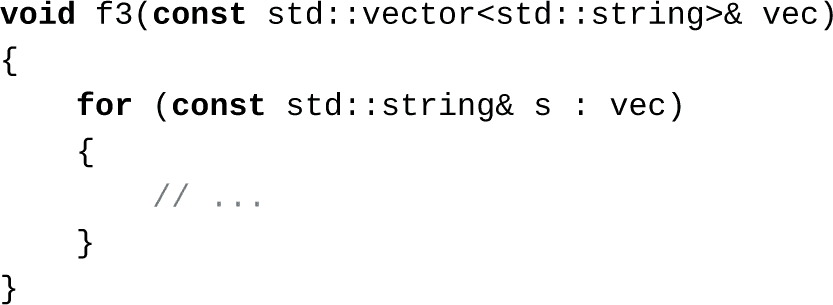 void f3(const std::vector<std::string>& vec)
{
    for (const std::string& s : vec)
    {
        // ...
    }
}